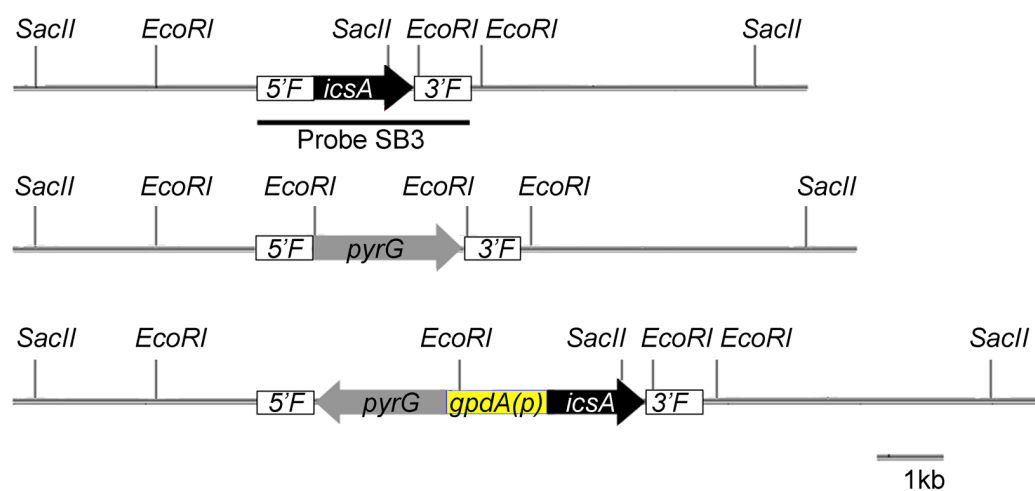 SacII EcoRI SacII EcoRI EcoRI SacII
5'F icsA 3'F
Probe SB3
SacII EcoRI EcoRI EcoRI EcoRI SacII
5'F pyrG 3'F
SacII EcoRI EcoRI SacII EcoRI EcoRI SacII
5'F pyrG gpdA(p) icsA 3'F
1kb